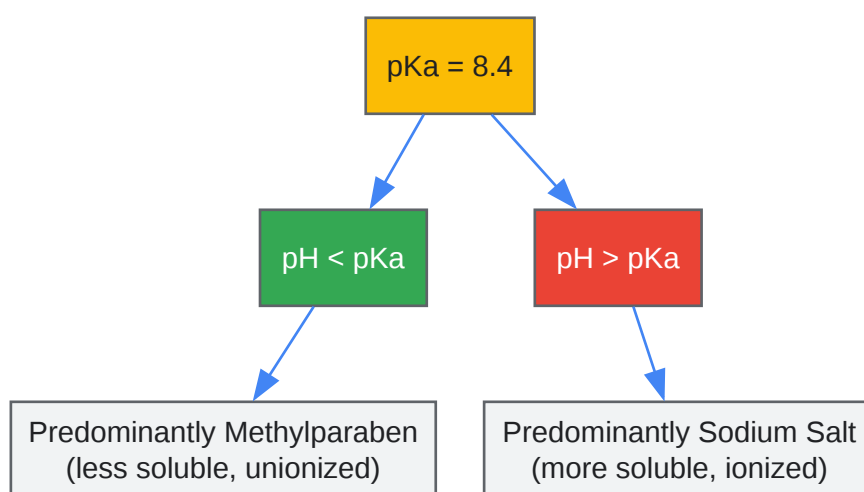 pKa = 8.4
pH < pKa
pH > pKa
Predominantly Methylparaben
(less soluble, unionized)
Predominantly Sodium Salt
(more soluble, ionized)